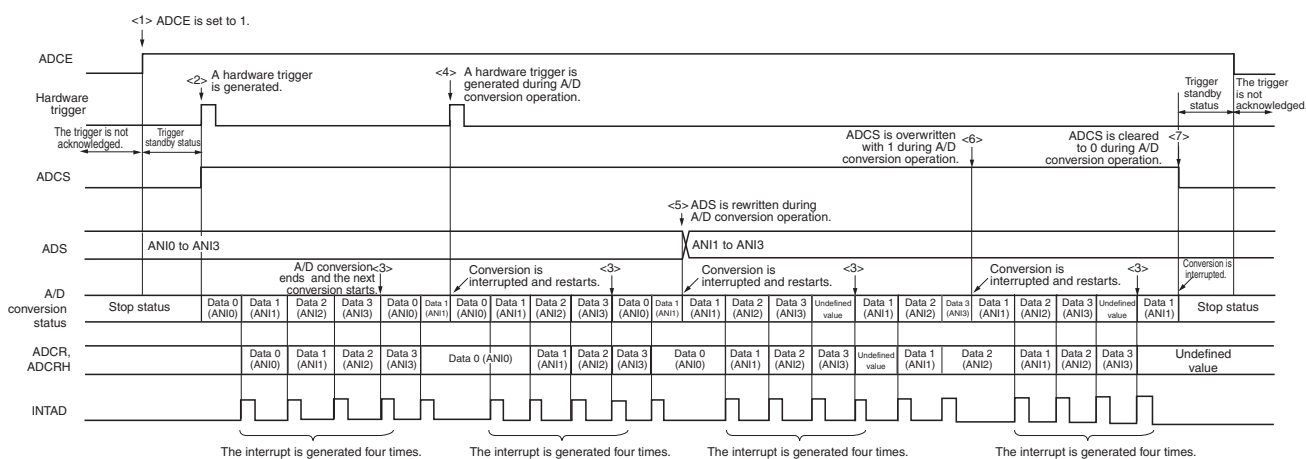 <1> ADCE is set to 1.
ADCE
<2> A hardware trigger
is generated.
<4> A hardware trigger is
generated during A/D
conversion operation.
Trigger
standby
status
The trigger
is not
acknowledged.
Hardware
trigger
The trigger is not
acknowledged.
Trigger
standby status
ADCS is overwritten
with 1 during A/D
conversion operation.
<6>
ADCS is cleared
to 0 during A/D
conversion operation.
<7>
ADCS
<5> ADS is rewritten during
A/D conversion operation.
ADS
ANI0 to ANI3
ANI1 to ANI3
A/D conversion
ends and the next
conversion starts.
<3>
Conversion is
interrupted and restarts.
<3>
Conversion is
interrupted and restarts.
<3>
Conversion is
interrupted and restarts.
<3>
Conversion is
interrupted.
A/D
conversion
status
Stop status
Data 0 Data 1 Data 2 Data 3 Data 0 Data 1 Data 0 Data 1 Data 2 Data 3 Data 0 Data 1 Data 1 Data 2 Data 3 Undefined Data 1 Data 2 Data 3 Data 1 Data 2 Data 3 Undefined Data 1
(ANI0) (ANI1) (ANI2) (ANI3) (ANI0) (ANI1) (ANI0) (ANI1) (ANI2) (ANI3) (ANI0) (ANI1) (ANI1) (ANI2) (ANI3) value (ANI1) (ANI2) (ANI3) (ANI1) (ANI2) (ANI3) value (ANI1)
Stop status
ADCR,
ADCRH
Data 0 Data 1 Data 2 Data 3 Data 0 (ANI0) Data 1 Data 2 Data 3 Data 0 Data 1 Data 2 Data 3 Undefined Data 1 Data 2 Data 1 Data 2 Data 3 Undefined
(ANI0) (ANI1) (ANI2) (ANI3) (ANI1) (ANI2) (ANI3) (ANI0) (ANI1) (ANI2) (ANI3) value (ANI1) (ANI2) (ANI1) (ANI2) (ANI3) value
INTAD
The interrupt is generated four times.
The interrupt is generated four times.
The interrupt is generated four times.
The interrupt is generated four times.